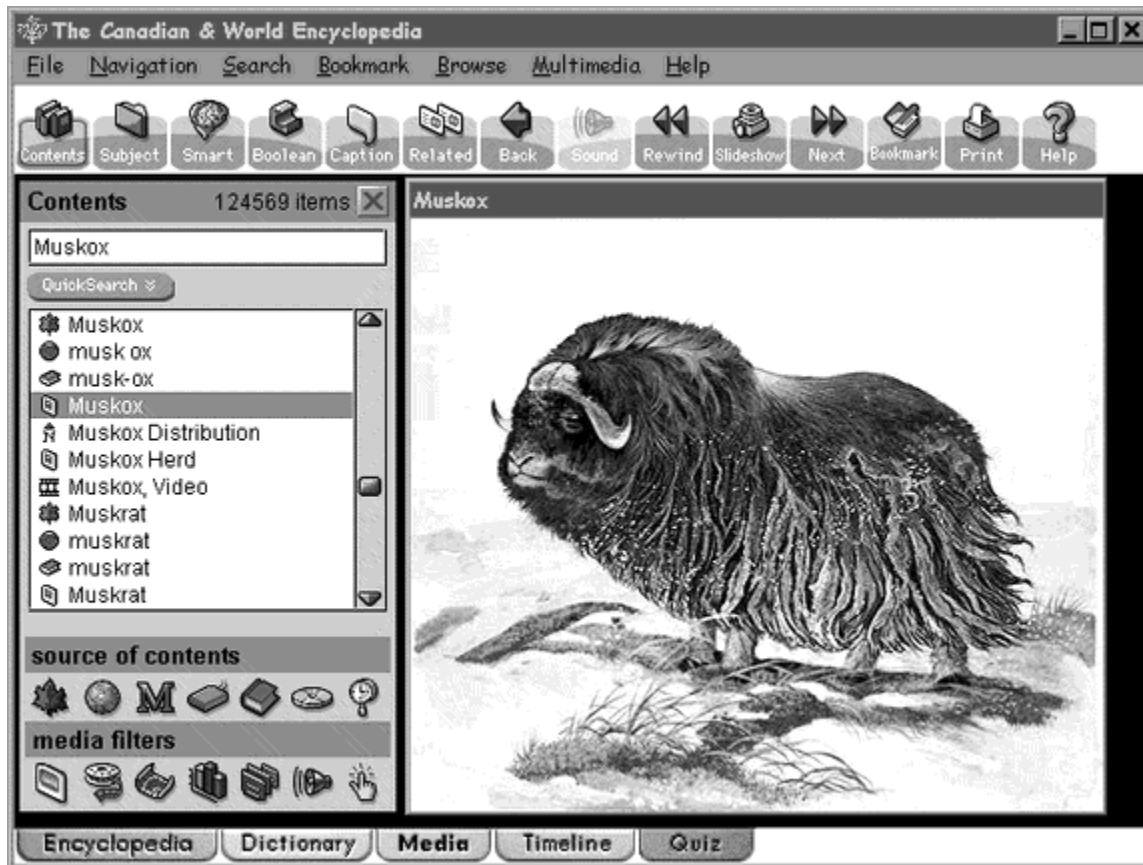 The Canadian & World Encyclopedia
File Navigation Search Bookmark Browse Multimedia Help
Contents Subject Smart Boolean Caption Related Back Sound Rewind Slideshow Next Bookmark Print Help
Contents 124569 items
Muskox
QuickSearch
Muskox
musk ox
musk-ox
Muskox
Muskox Distribution
Muskox Herd
Muskox, Video
Muskrat
muskrat
muskrat
Muskrat
source of contents
M
media filters
Muskox
Encyclopedia Dictionary Media Timeline Quiz